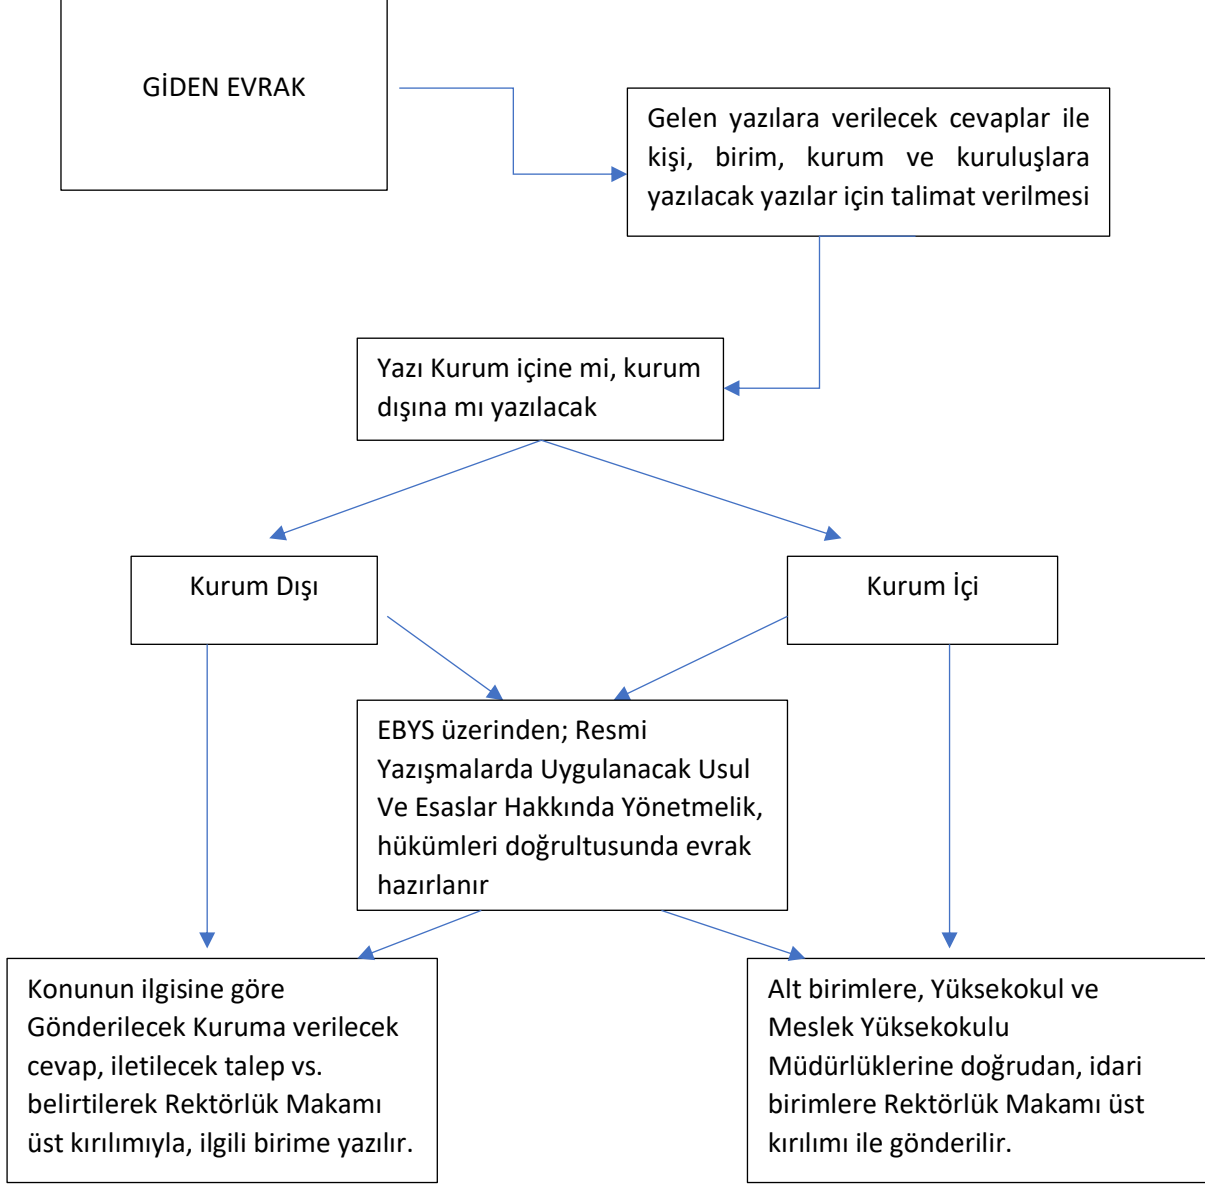 GİDEN EVRAK
Gelen yazılara verilecek cevaplar ile
kişi, birim, kurum ve kuruluşlara
yazılacak yazılar için talimat verilmesi
Yazı Kurum içine mi, kurum
dışına mı yazılacak
Kurum Dışı
Kurum İçi
EBYS üzerinden; Resmi
Yazışmalarda Uygulanacak Usul
Ve Esaslar Hakkında Yönetmelik,
hükümleri doğrultusunda evrak
hazırlanır
Konunun ilgisine göre
Gönderilecek Kuruma verilecek
cevap, iletilecek talep vs.
belirtilerek Rektörlük Makamı
üst kırılımıyla, ilgili birime yazılır.
Alt birimlere, Yüksekokul ve
Meslek Yüksekokulu
Müdürlüklerine doğrudan, idari
birimlere Rektörlük Makamı üst
kırılımı ile gönderilir.